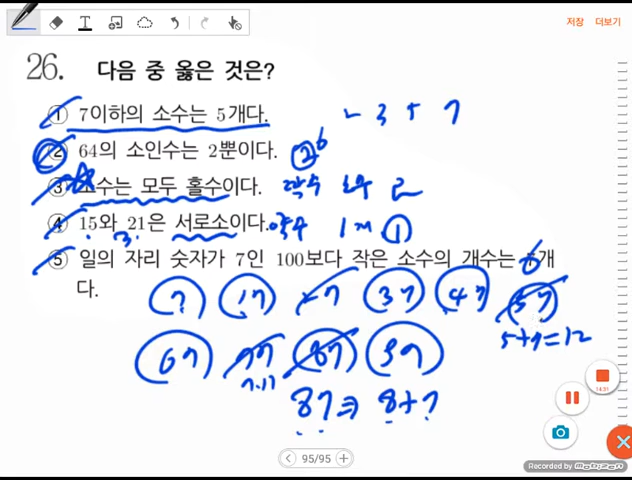 저장 더보기
26. 다음 중 옳은 것은?
① 7이하의 소수는 5개다. 3 5 7
② 64의 소인수는 2뿐이다. 2⁶
③ 소수는 모두 홀수이다. 짝수
④ 15와 21은 서로소이다. 약수 1 ①
3
⑤ 일의 자리 숫자가 7인 100보다 작은 소수의 개수는 6개
다.
7 17 27 37 47 57
5+7=12
67 77 87 97
7.11
87 ⇒ 8+7
14:31
95/95
Recorded by Mobizen